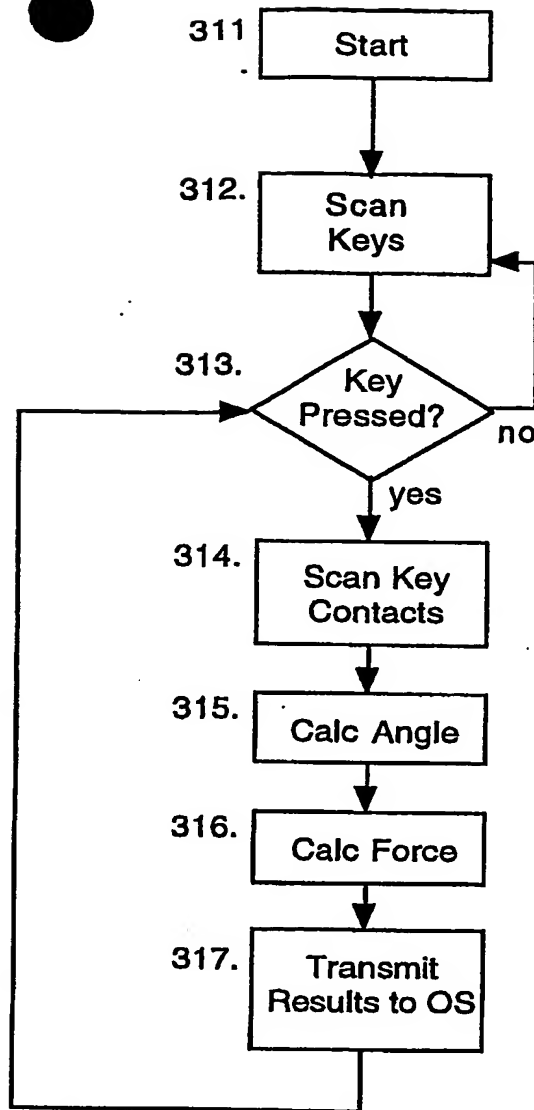 311
Start
312.
Scan
Keys
313.
Key
Pressed?
no
yes
314.
Scan Key
Contacts
315.
Calc Angle
316.
Calc Force
317.
Transmit
Results to OS